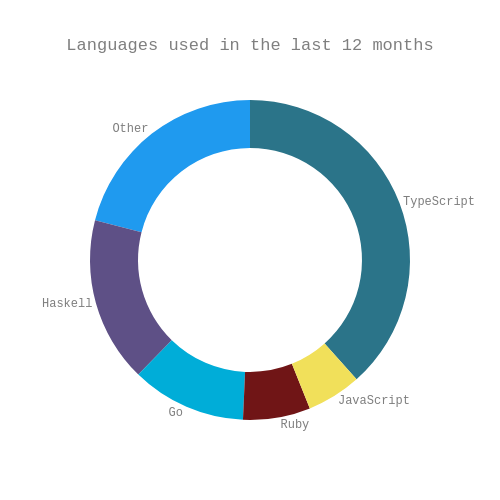 Languages used in the last 12 months
Other
TypeScript
Haskell
JavaScript
Go
Ruby